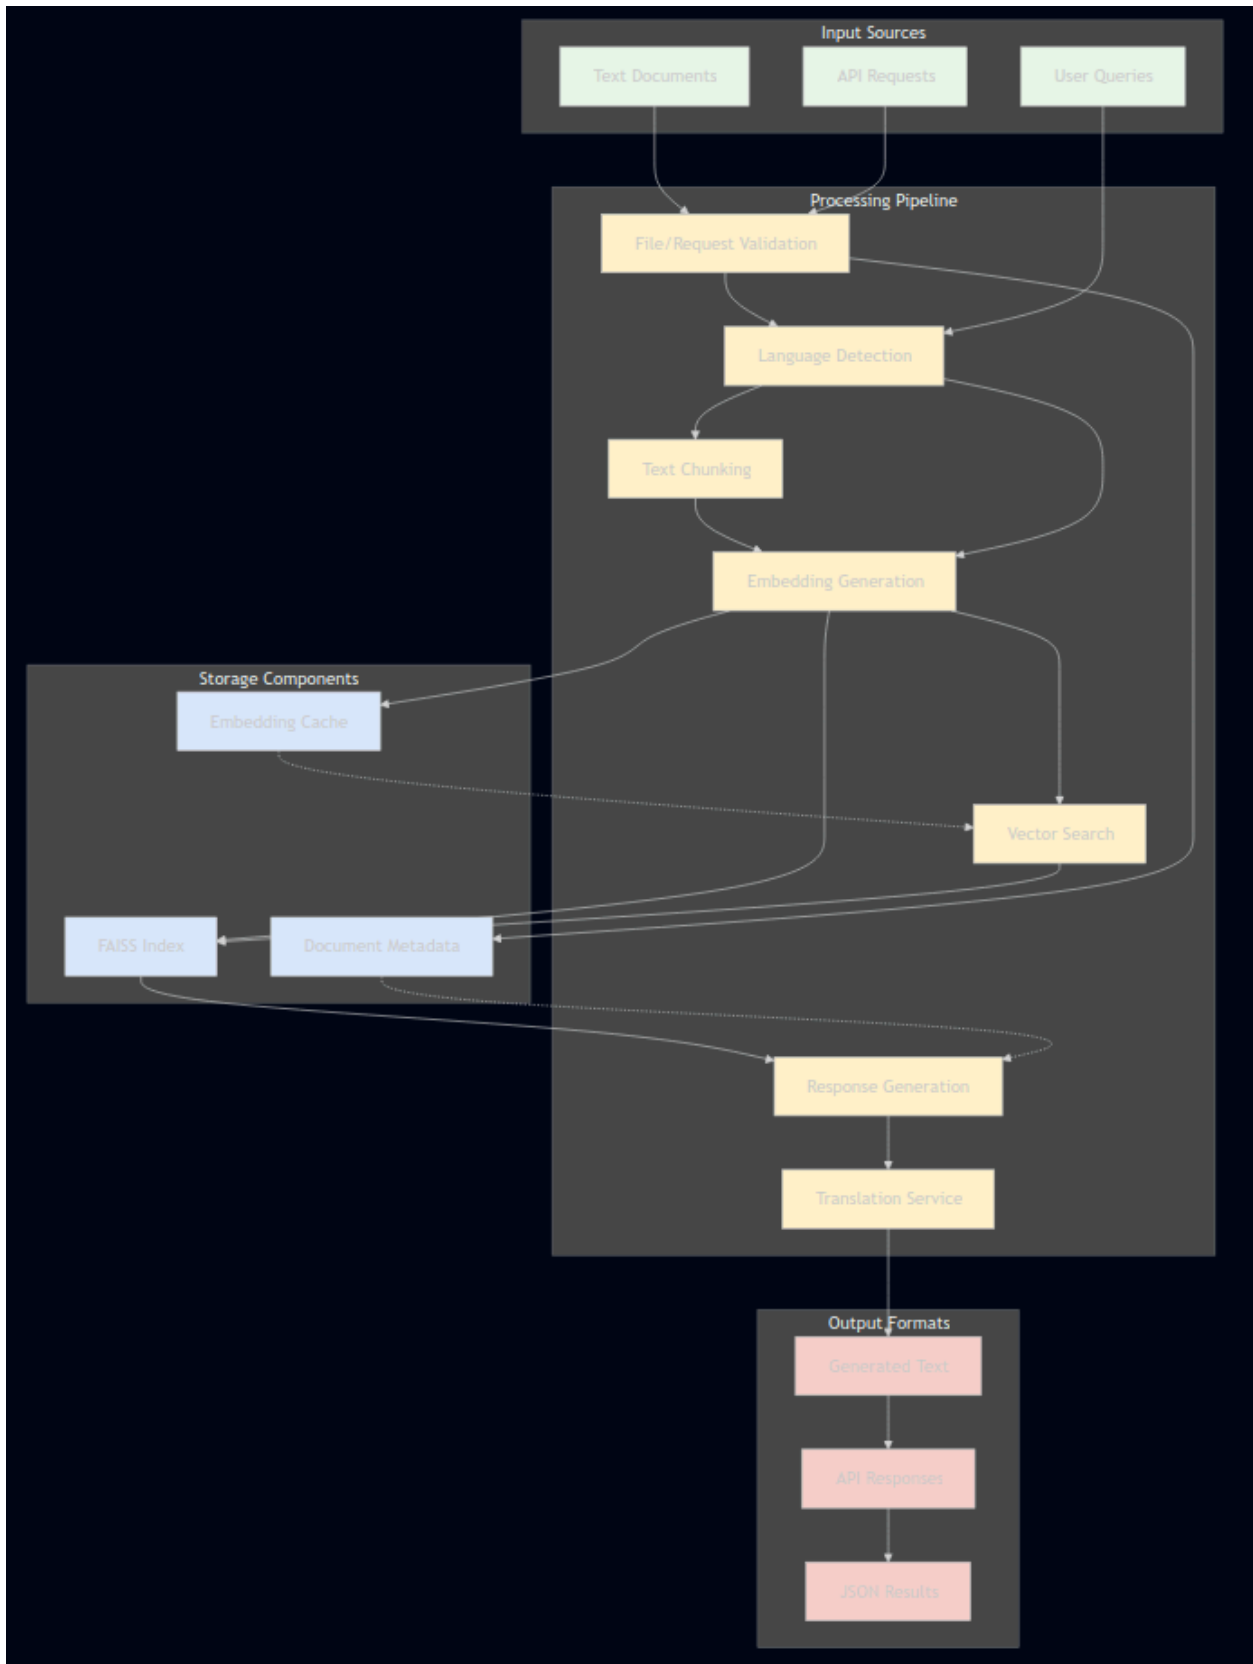 Input Sources
Text Documents
API Requests
User Queries
Processing Pipeline
File/Request Validation
Language Detection
Text Chunking
Embedding Generation
Storage Components
Embedding Cache
Vector Search
FAISS Index
Document Metadata
Response Generation
Translation Service
Output Formats
Generated Text
API Responses
JSON Results